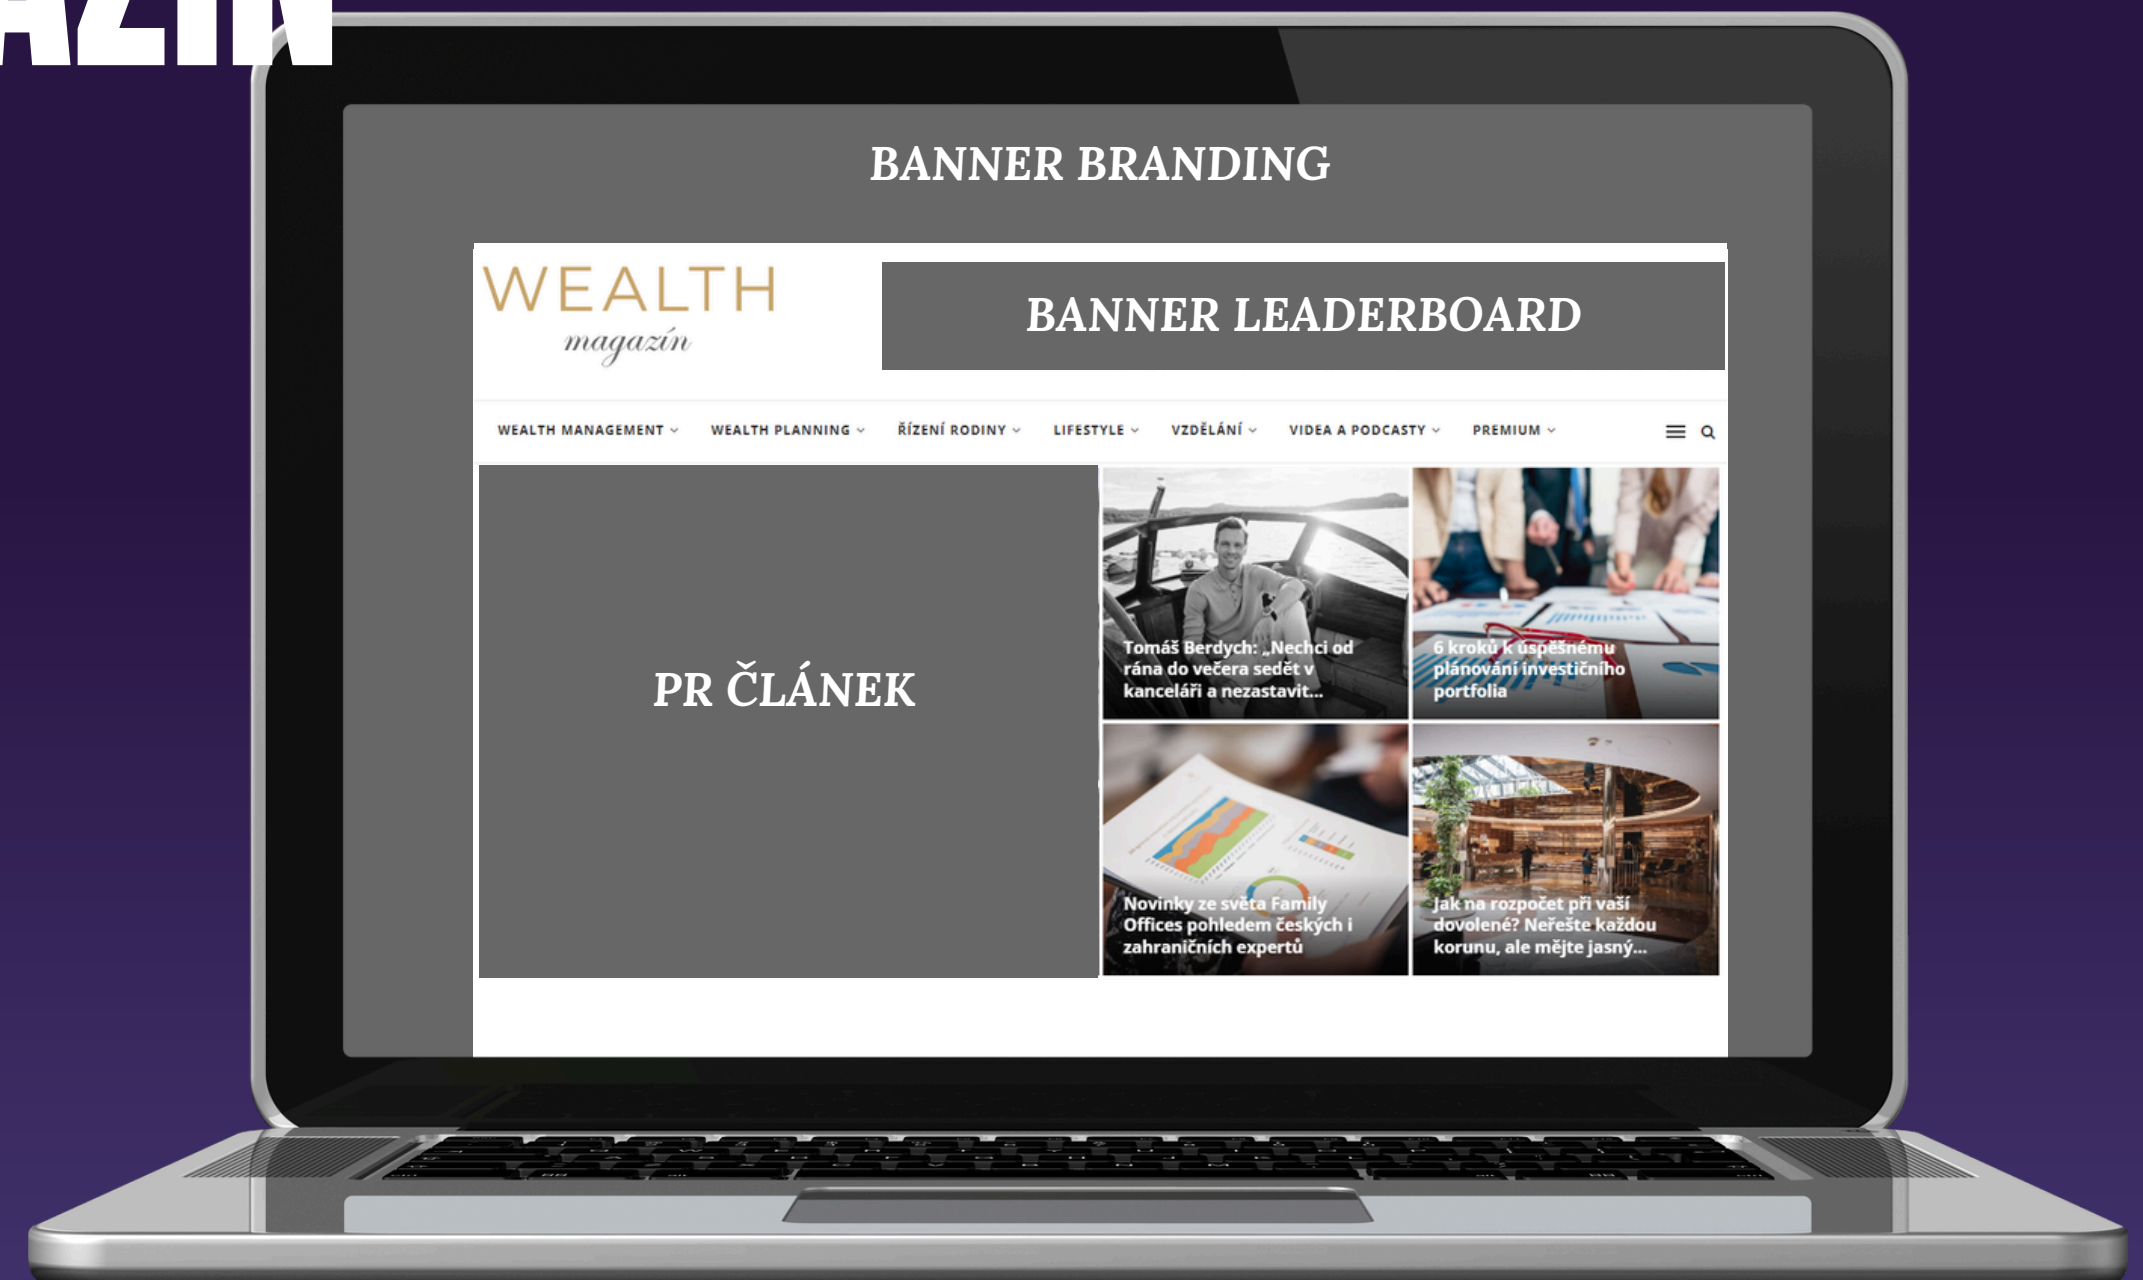 BANNER BRANDING
WEALTH
magazín
BANNER LEADERBOARD
WEALTH MANAGEMENT
WEALTH PLANNING
ŘÍZENÍ RODINY
LIFESTYLE
VZDĚLÁNÍ
VIDEA A PODCASTY
PREMIUM
PR ČLÁNEK
Tomáš Berdych: „Nechci od
rána do večera sedět v
kanceláři a nezastavit...
6 kroků k úspěšnému
plánování investičního
portfolia
Novinky ze světa Family
Offices pohledem českých i
zahraničních expertů
Jak na rozpočet při vaší
dovolené? Neřešte každou
korunu, ale mějte jasný...